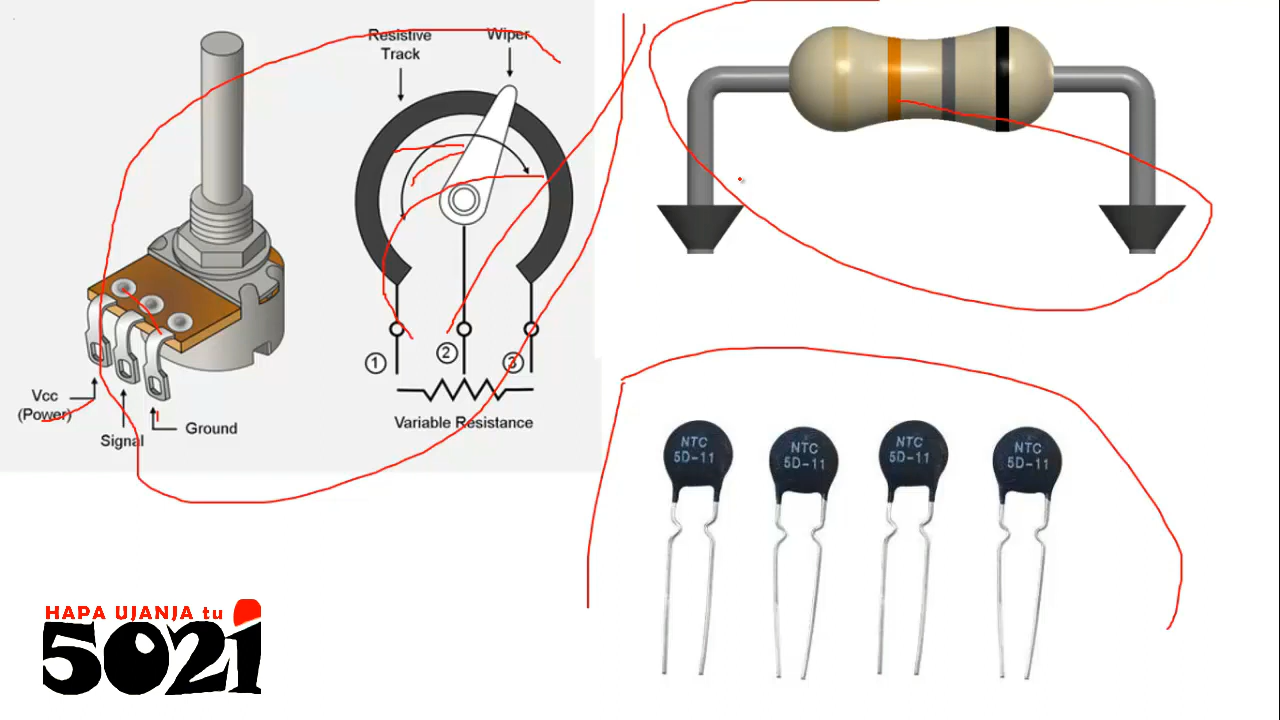 Resistive
Track
Wiper
1
2
3
Variable Resistance
Vcc
(Power)
Signal
Ground
NTC
5D-11
NTC
5D-11
NTC
5D-11
NTC
5D-11
HAPA UJANJA tu
5021